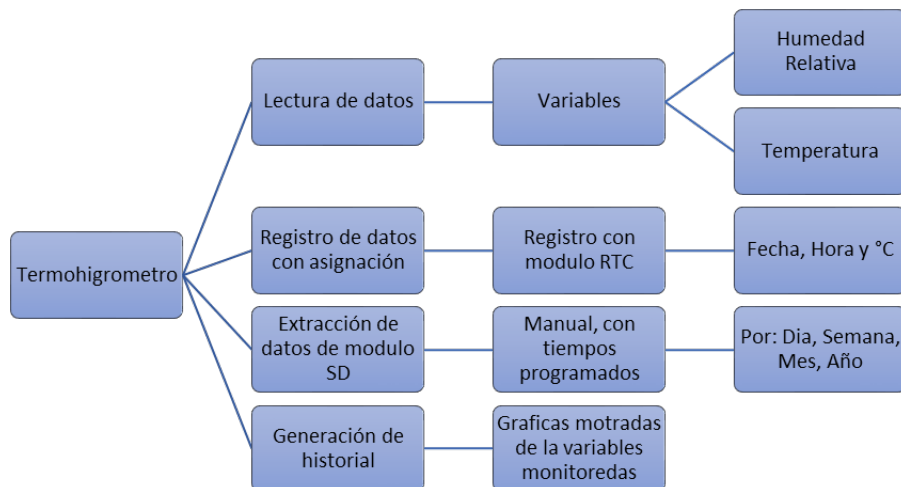 Termohigrometro
Lectura de datos
Variables
Humedad
Relativa
Temperatura
Registro de datos
con asignación
Registro con
modulo RTC
Fecha, Hora y °C
Extracción de
datos de modulo
SD
Manual, con
tiempos
programados
Por: Dia, Semana,
Mes, Año
Generación de
historial
Graficas motradas
de la variables
monitoredas